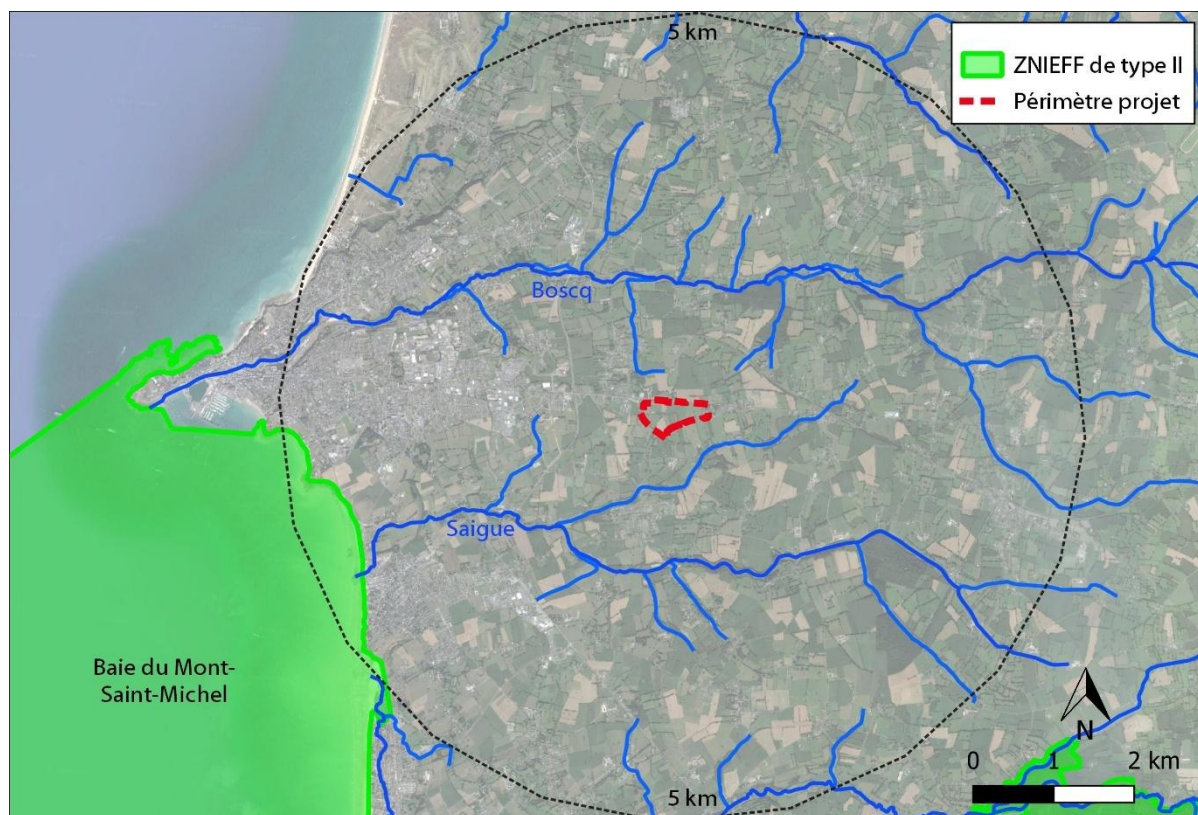 5 km
ZNIEFF de type II
Périmètre projet
Boscq
Saigue
Baie du Mont-
Saint-Michel
N
0 1 2 km
5 km